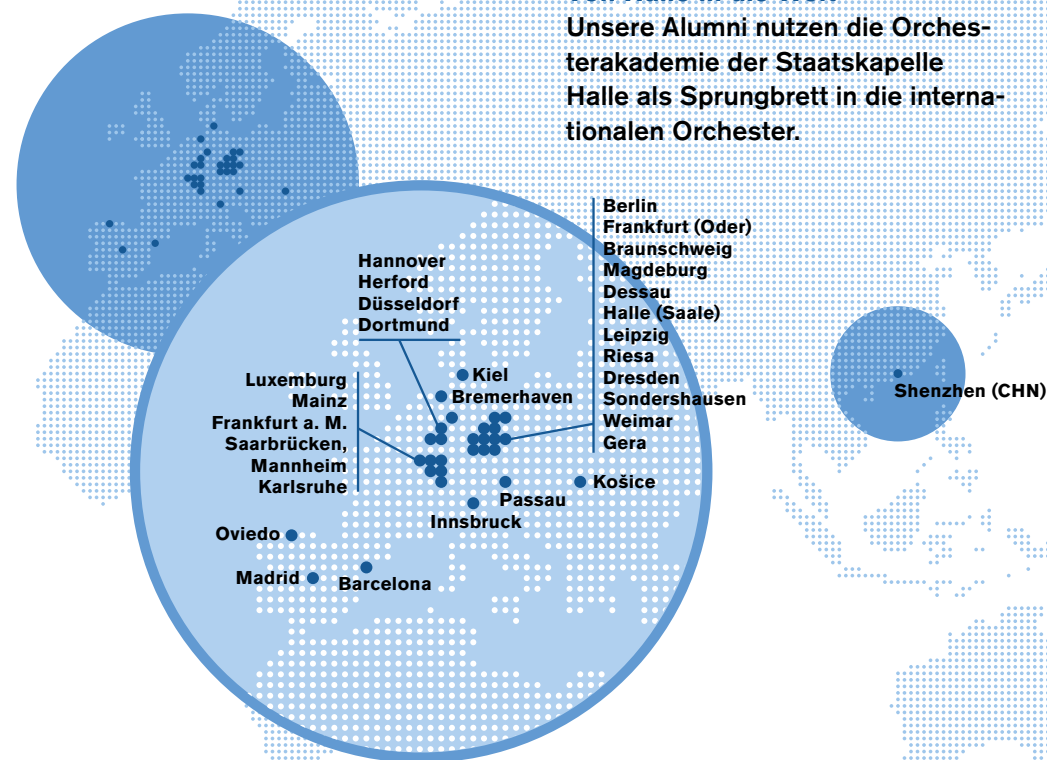 Unsere Alumni nutzen die Orches-
terakademie der Staatskapelle
Halle als Sprungbrett in die interna-
tionalen Orchester.
Berlin
Frankfurt (Oder)
Braunschweig
Magdeburg
Dessau
Halle (Saale)
Leipzig
Riesa
Dresden
Sondershausen
Weimar
Gera
Hannover
Herford
Düsseldorf
Dortmund
Kiel
Bremerhaven
Luxemburg
Mainz
Frankfurt a. M.
Saarbrücken,
Mannheim
Karlsruhe
Shenzhen (CHN)
Košice
Passau
Innsbruck
Oviedo
Madrid
Barcelona